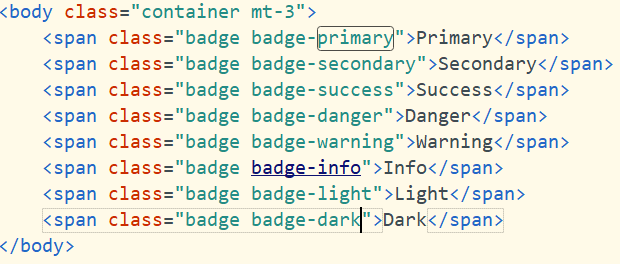 <body class="container mt-3">
<span class="badge badge-primary">Primary</span>
<span class="badge badge-secondary">Secondary</span>
<span class="badge badge-success">Success</span>
<span class="badge badge-danger">Danger</span>
<span class="badge badge-warning">Warning</span>
<span class="badge badge-info">Info</span>
<span class="badge badge-light">Light</span>
<span class="badge badge-dark">Dark</span>
</body>